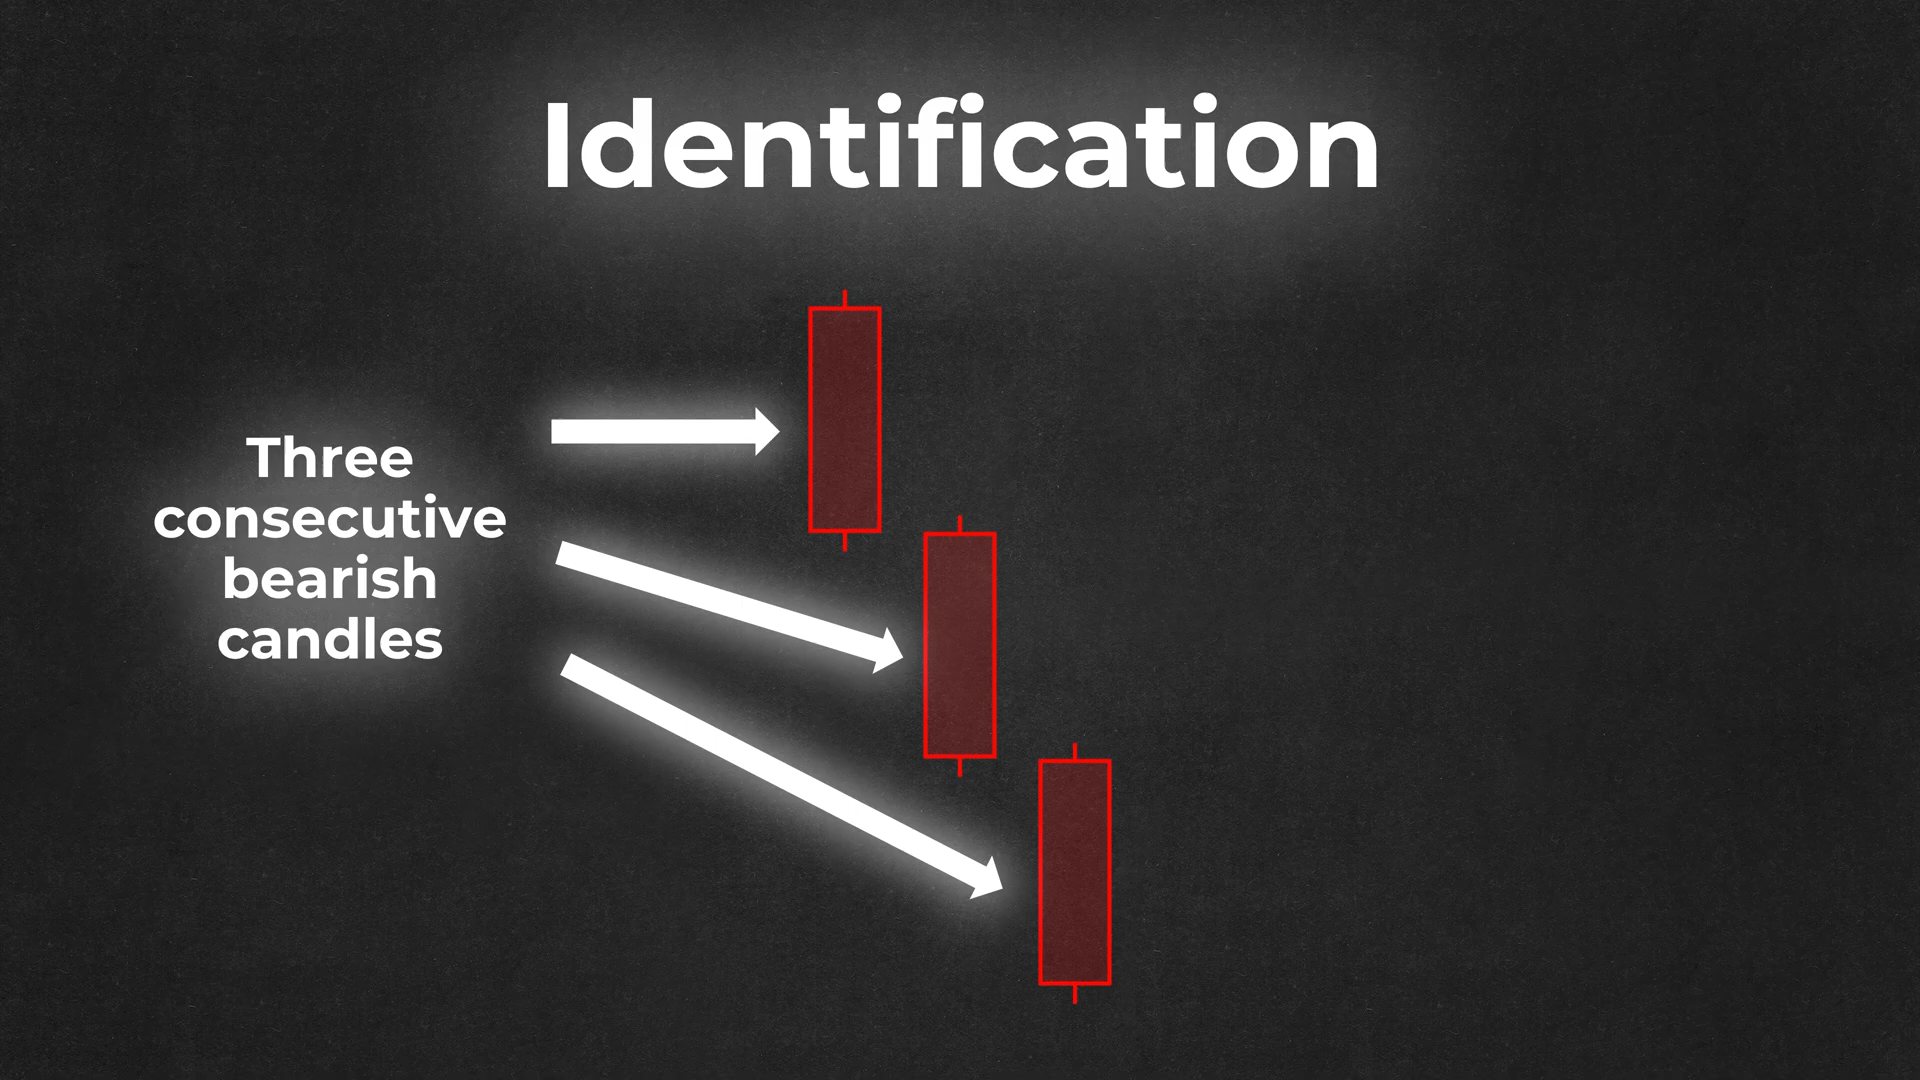 Identification
Three
consecutive
bearish
candles